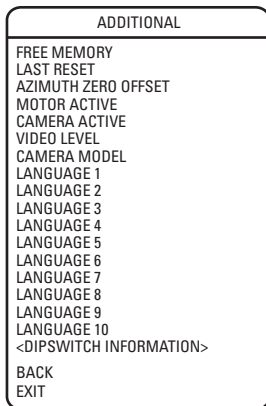 ADDITIONAL
FREE MEMORY
LAST RESET
AZIMUTH ZERO OFFSET
MOTOR ACTIVE
CAMERA ACTIVE
VIDEO LEVEL
CAMERA MODEL
LANGUAGE 1
LANGUAGE 2
LANGUAGE 3
LANGUAGE 4
LANGUAGE 5
LANGUAGE 6
LANGUAGE 7
LANGUAGE 8
LANGUAGE 9
LANGUAGE 10
<DIPSWITCH INFORMATION>
BACK
EXIT